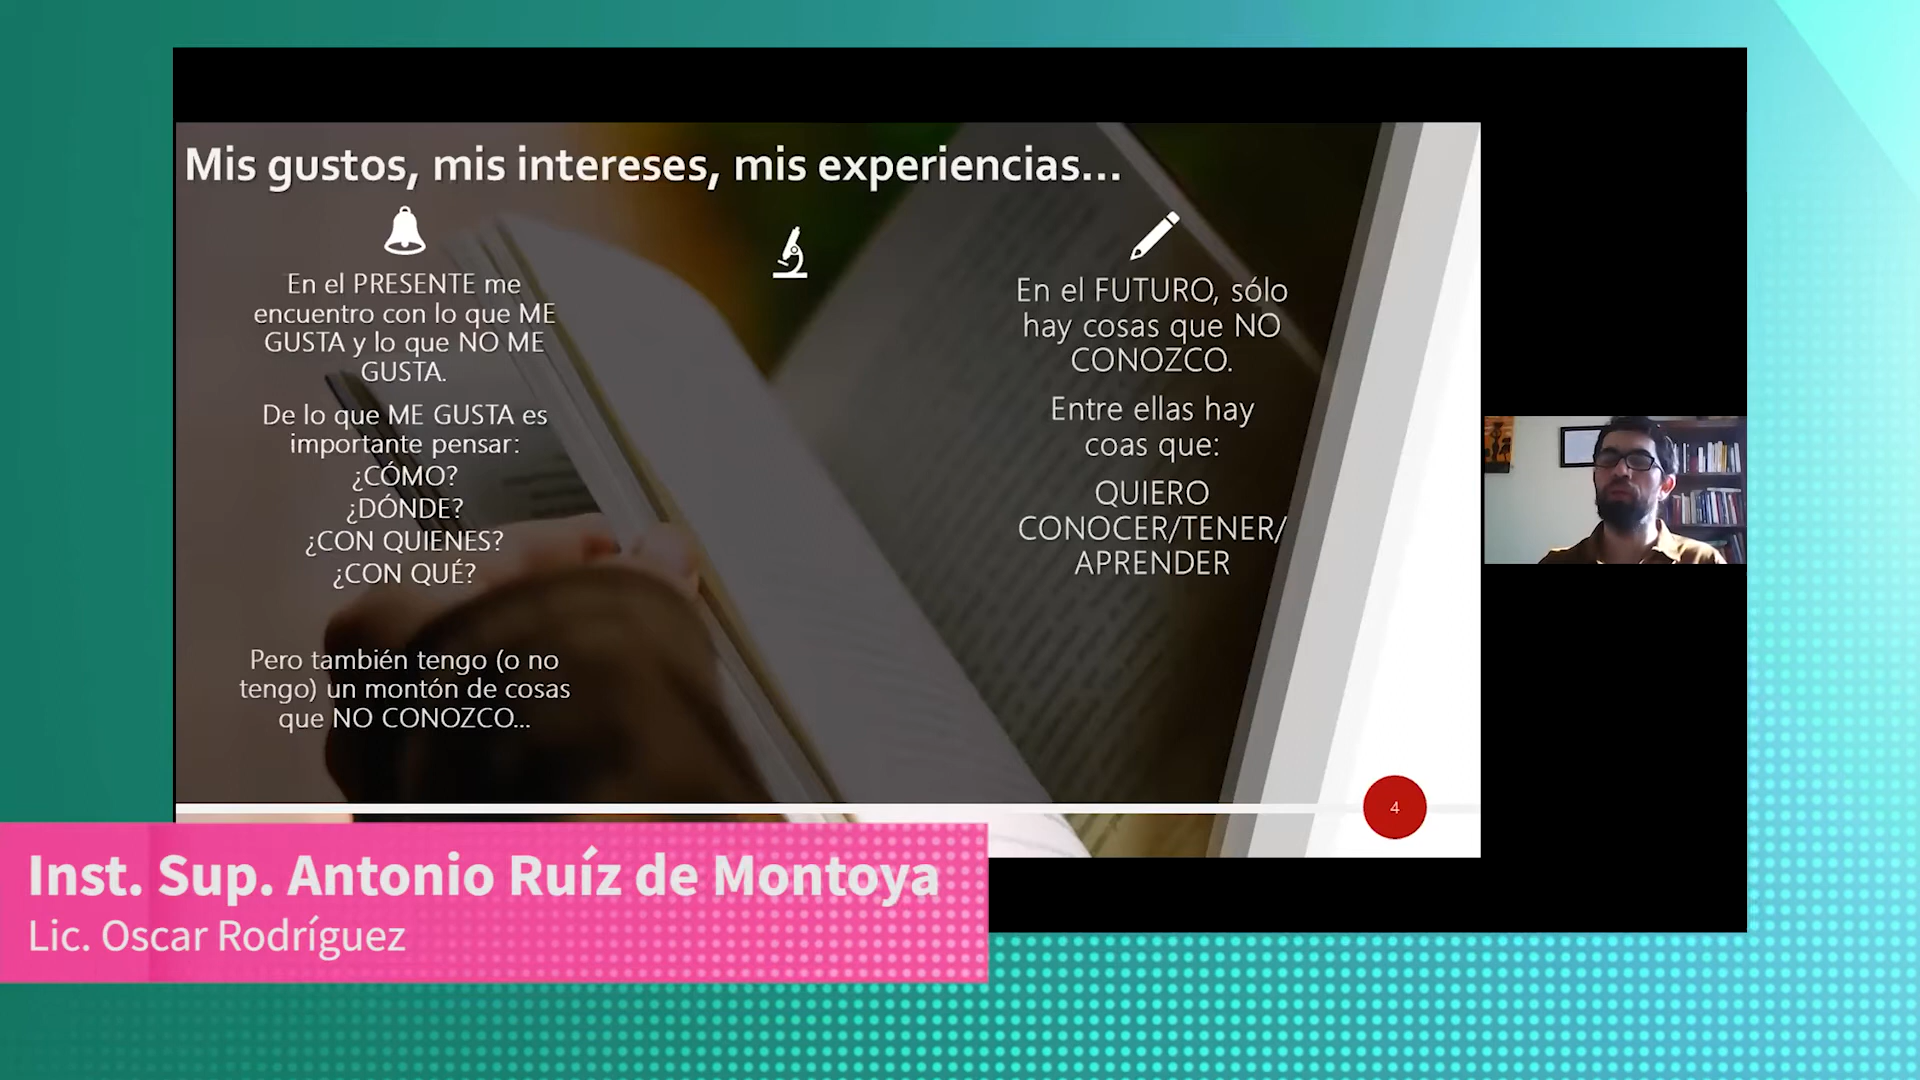 Mis gustos, mis intereses, mis experiencias...
En el PRESENTE me
encuentro con lo que ME
GUSTA y lo que NO ME
GUSTA.
De lo que ME GUSTA es
importante pensar:
¿CÓMO?
¿DÓNDE?
¿CON QUIENES?
¿CON QUÉ?
Pero también tengo (o no
tengo) un montón de cosas
que NO CONOZCO...
En el FUTURO, sólo
hay cosas que NO
CONOZCO.
Entre ellas hay
coas que:
QUIERO
CONOCER/TENER/
APRENDER
4
Inst. Sup. Antonio Ruíz de Montoya
Lic. Oscar Rodríguez